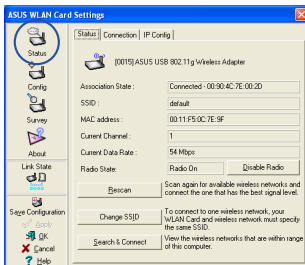 ASUS WLAN Card Settings
Status
Config
Survey
About
Link State
Save Configuration
Apply
OK
Cancel
Help
Status Connection IP Config
[0015] ASUS USB 802.11g Wireless Adapter
Association State : Connected - 00:90:4C:7E:00:2D
SSID : default
MAC address : 00:11:F5:0C:7E:9F
Current Channel : 1
Current Data Rate : 54 Mbps
Radio State: Radio On Disable Radio
Rescan Scan again for available wireless networks and
connect the one that has the best signal level.
Change SSID To connect to one wireless network, your
WLAN Card and wireless network must specify
the same SSID.
Search & Connect View the wireless networks that are within range
of this computer.